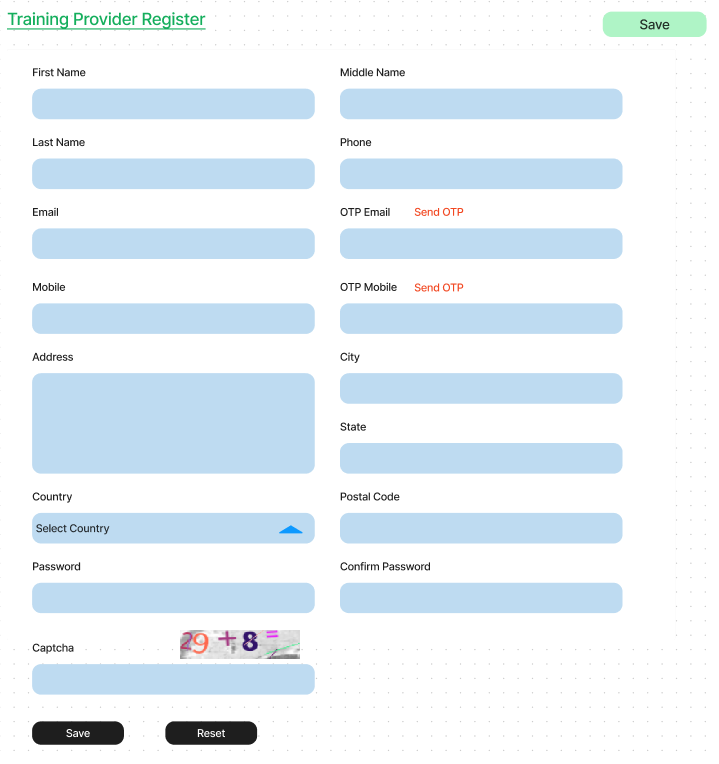 Training Provider Register
Save
First Name
Middle Name
Last Name
Phone
Email
OTP Email Send OTP
Mobile
OTP Mobile Send OTP
Address
City
State
Country
Postal Code
Select Country
Password
Confirm Password
29 + 8 =
Captcha
Save
Reset